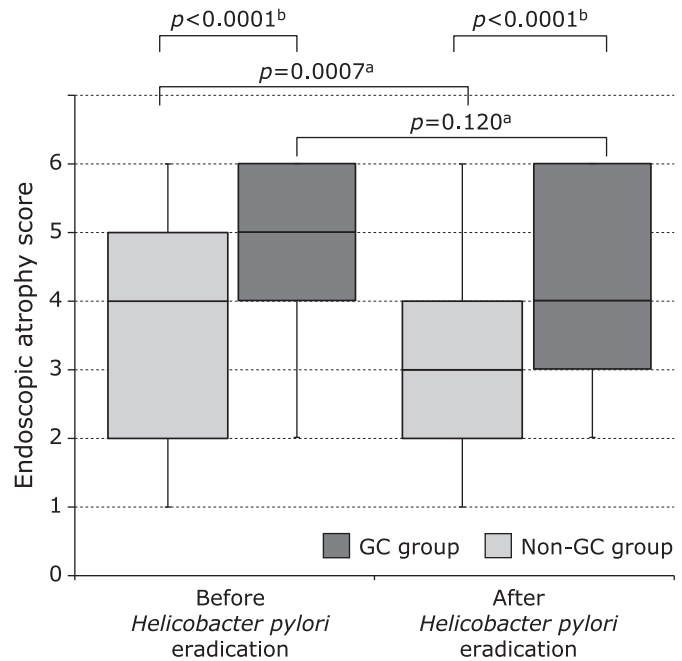 p<0.0001ᵇ
p<0.0001ᵇ
p=0.0007ᵃ
p=0.120ᵃ
Endoscopic atrophy score
6
5
4
3
2
1
0
GC group
Non-GC group
Before
Helicobacter pylori
eradication
After
Helicobacter pylori
eradication